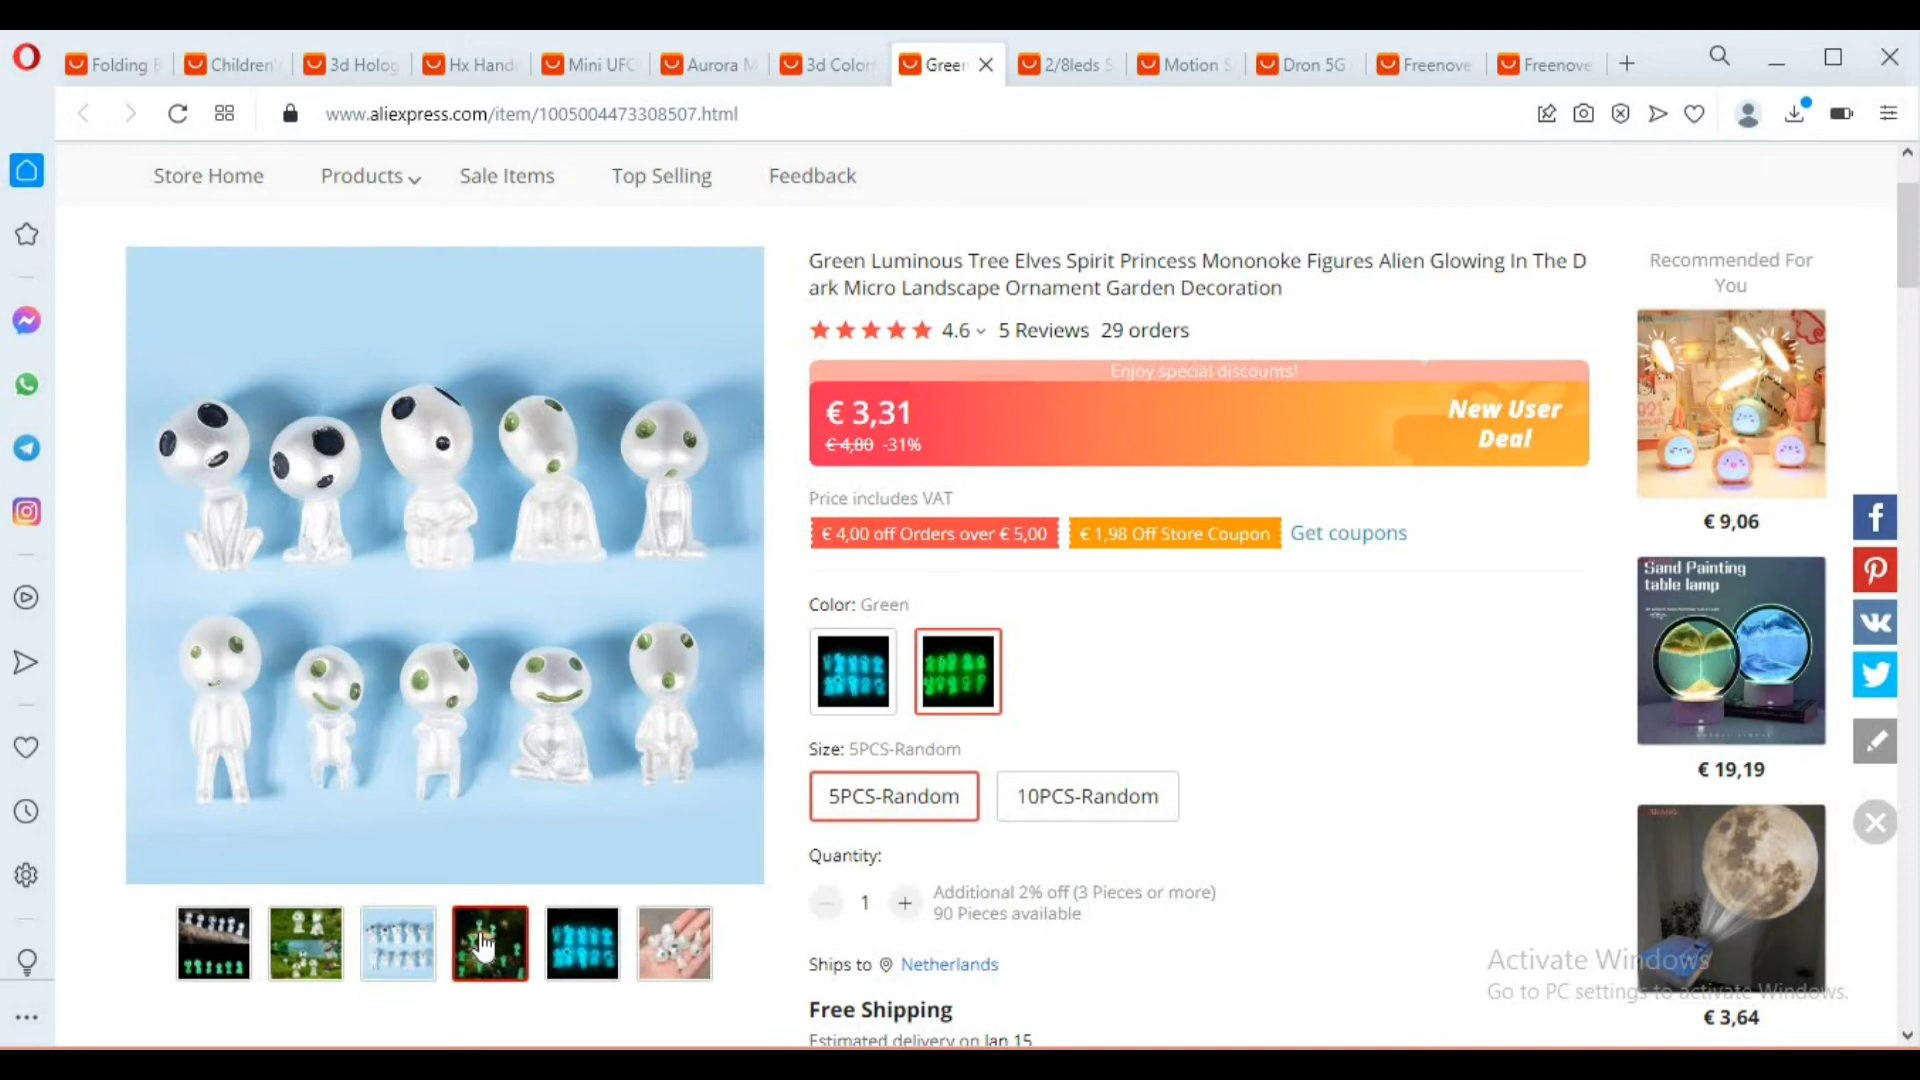 Folding
Children'
3d Holog
Hx Hand
Mini UFO
Aurora
3d Color
Green
2/8leds S
Motion S
Dron 5G
Freenove
Freenove
www.aliexpress.com/item/1005004473308507.html
Store Home
Products
Sale Items
Top Selling
Feedback
Green Luminous Tree Elves Spirit Princess Mononoke Figures Alien Glowing In The D
ark Micro Landscape Ornament Garden Decoration
4.6
5 Reviews
29 orders
Enjoy special discounts!
€ 3,31
€ 4,80 -31%
New User
Deal
Price includes VAT
€ 4,00 off Orders over € 5,00
€ 1,98 Off Store Coupon
Get coupons
Color: Green
Size: 5PCS-Random
5PCS-Random
10PCS-Random
Quantity:
1
Additional 2% off (3 Pieces or more)
90 Pieces available
Ships to
Netherlands
Free Shipping
Estimated delivery on Jan 15
Recommended For
You
€ 9,06
Sand Painting
table lamp
€ 19,19
€ 3,64
Activate Windows
Go to PC settings to activate Windows.